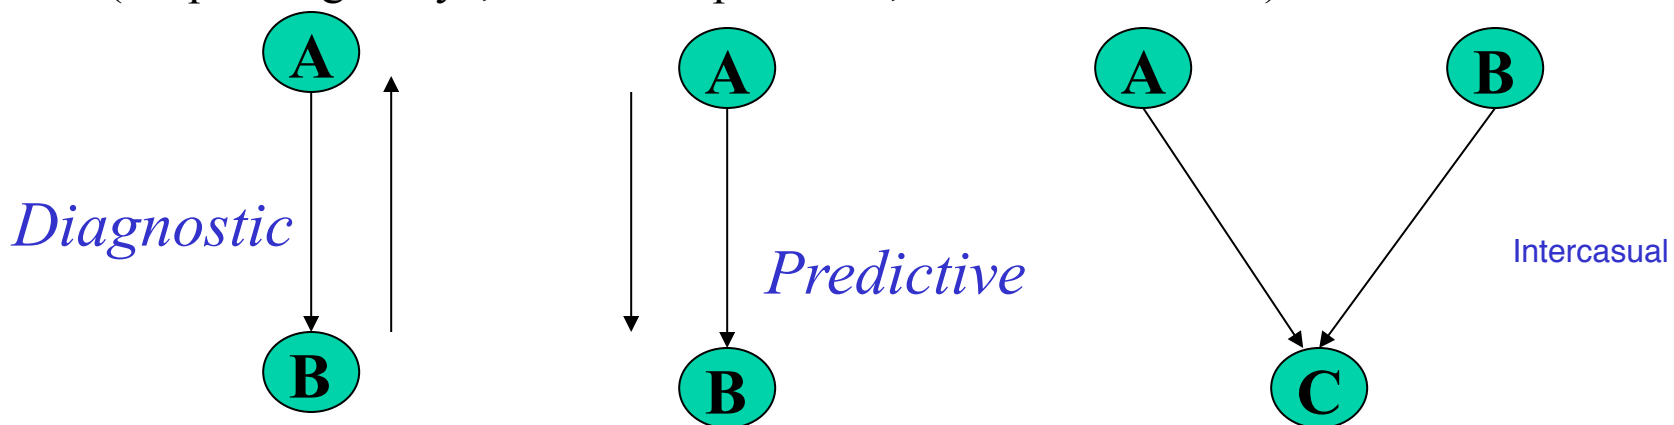 A A A B
Diagnostic
Intercasual
Predictive
B B C